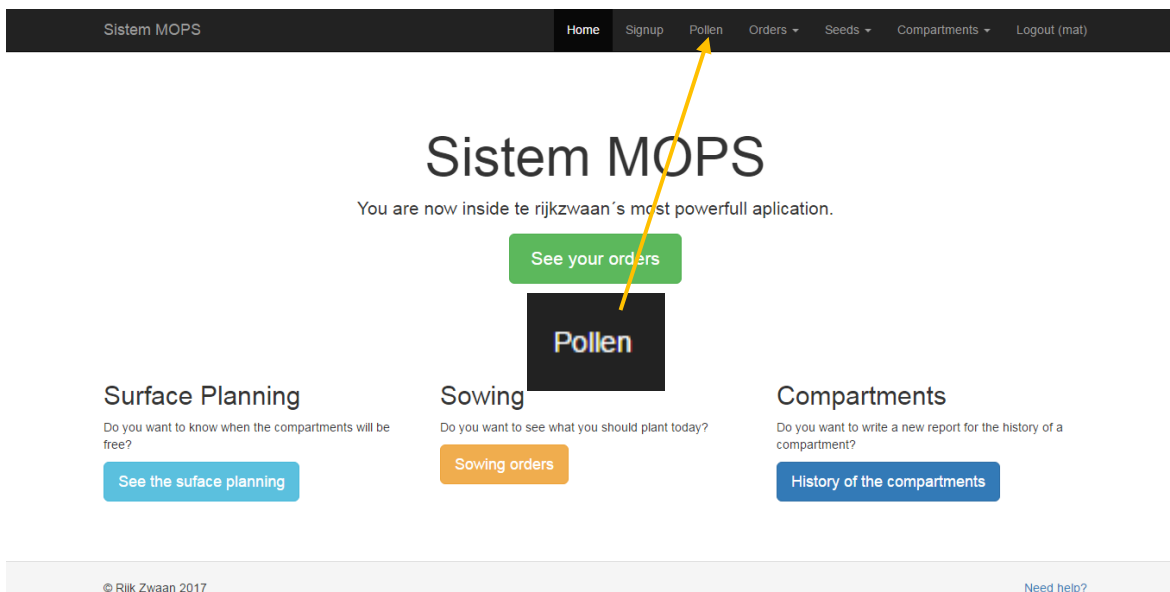 Sistem MOPS
Home Signup Pollen Orders Seeds Compartments Logout (mat)
Sistem MOPS
You are now inside te rijkzwaan´s most powerfull aplication.
See your orders
Pollen
Surface Planning
Do you want to know when the compartments will be
free?
See the suface planning
Sowing
Do you want to see what you should plant today?
Sowing orders
Compartments
Do you want to write a new report for the history of a
compartment?
History of the compartments
© Rijk Zwaan 2017
Need help?